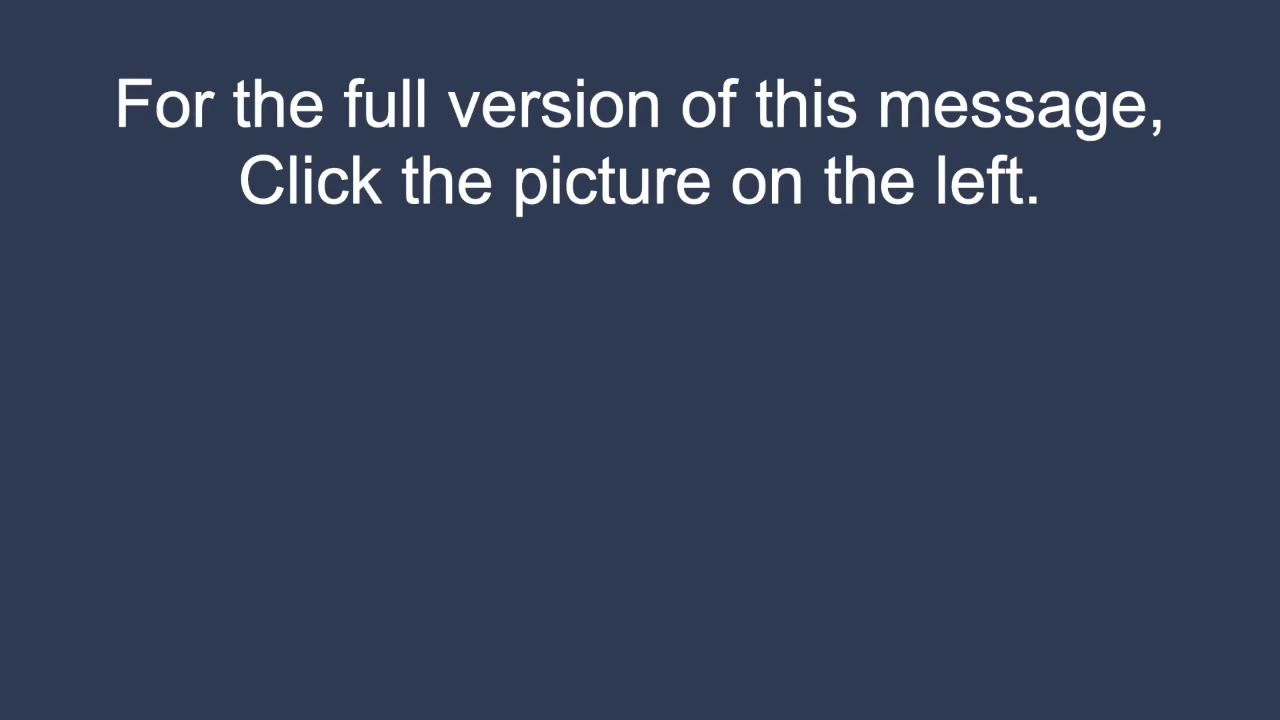 For the full version of this message,
Click the picture on the left.